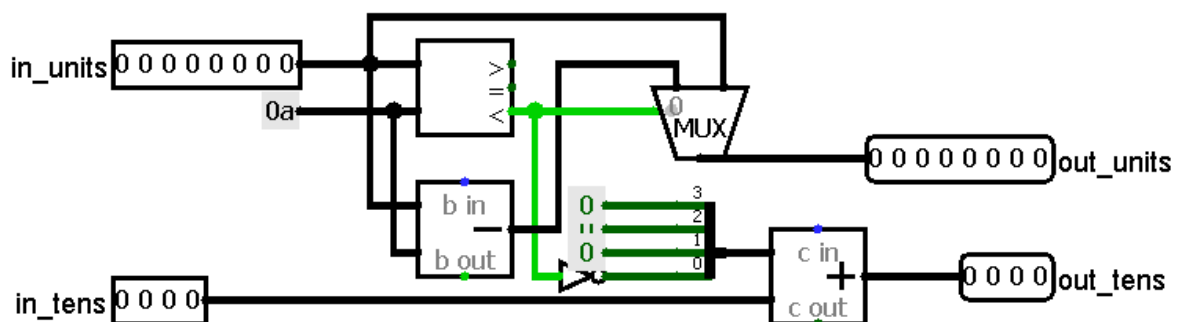 in_units 0 0 0 0 0 0 0 0
>
=
0a
<
0
MUX
0 0 0 0 0 0 0 0 out_units
b in
−
b out
0 3
2
0 1
0
c in
+
c out
in_tens 0 0 0 0
0 0 0 0 out_tens